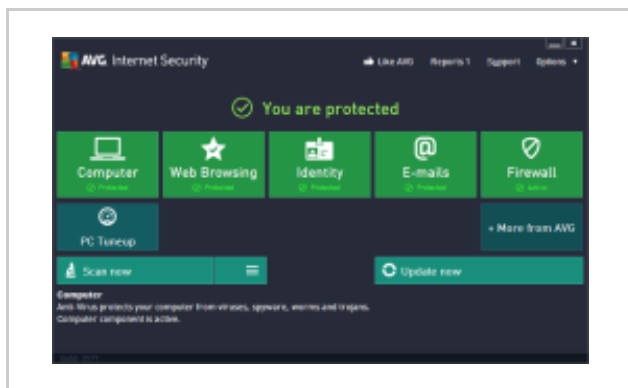 AVG. Internet Security
Like AVG Reports 1 Support Options
You are protected
Computer Web Browsing Identity E-mails Firewall
Protected Protected Protected Protected Active
PC Tuneup + More from AVG
Scan now Update now
Computer
Anti-Virus protects your computer from viruses, spyware, worms and trojans.
Computer component is active.